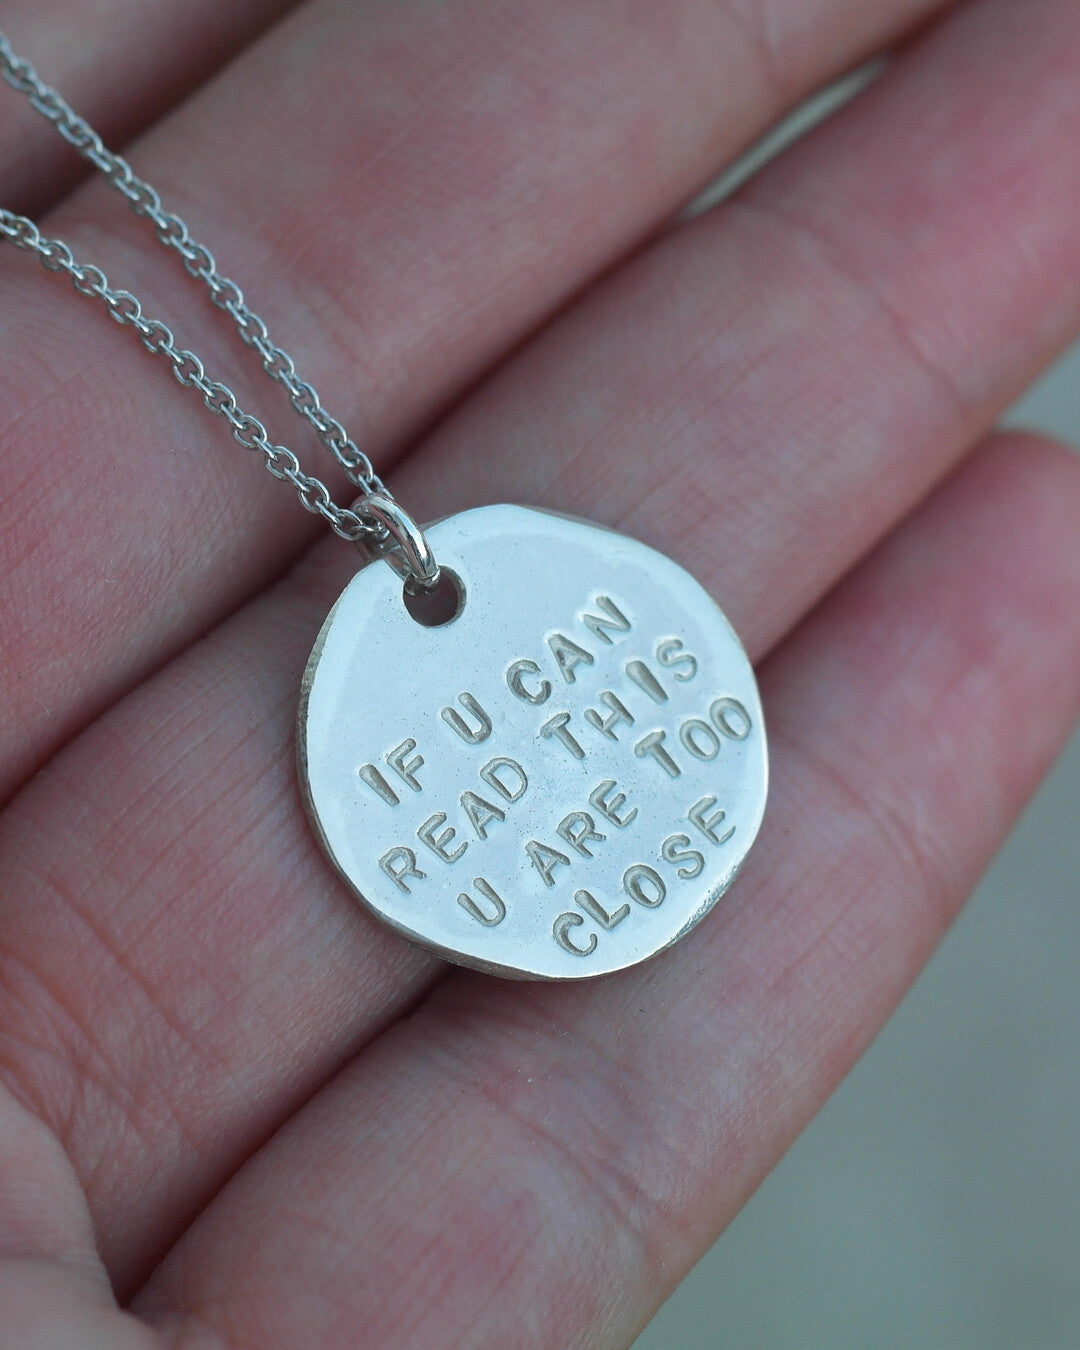 IF U CAN
READ THIS
U ARE TOO
CLOSE